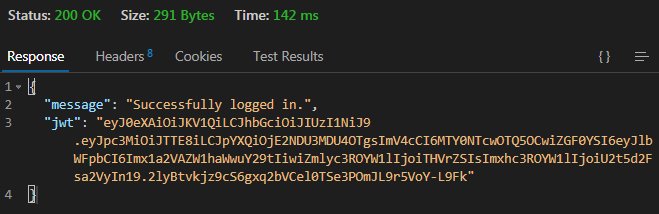 Status: 200 OK Size: 291 Bytes Time: 142 ms
Response Headers 8 Cookies Test Results {}
1 {
2 "message": "Successfully logged in.",
3 "jwt": "eyJ0eXAiOiJKV1QiLCJhbGciOiJIUzI1NiJ9
.eyJpc3MiOiJTTE8iLCJpYXQiOjE2NDU3MDU4OTgsImV4cCI6MTY0NTcwOTQ5OCwiZGF0YSI6eyJlb
WFpbCI6Imx1a2VAZW1haWwuY29tIiwiZmlyc3ROYW1lIjoiTHVrZSIsImxhc3ROYW1lIjoiU2t5d2F
sa2VyIn19.2lyBtvkjz9cS6gxq2bVCel0TSe3POmJL9r5VoY-L9Fk"
4 }